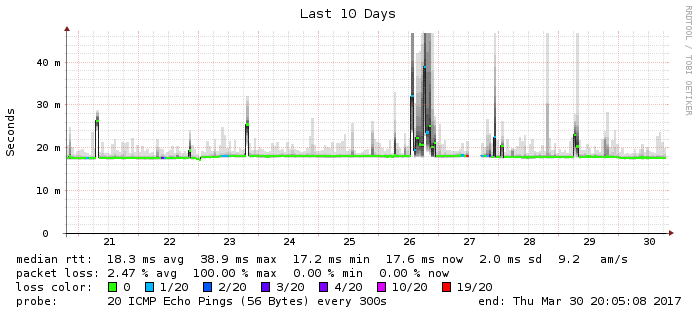 Last 10 Days
RRDTOOL / TOBI OETIKER
Seconds
40 m
30 m
20 m
10 m
0
21 22 23 24 25 26 27 28 29 30
median rtt: 18.3 ms avg 38.9 ms max 17.2 ms min 17.6 ms now 2.0 ms sd 9.2 am/s
packet loss: 2.47 % avg 100.00 % max 0.00 % min 0.00 % now
loss color: 0 1/20 2/20 3/20 4/20 10/20 19/20
probe: 20 ICMP Echo Pings (56 Bytes) every 300s end: Thu Mar 30 20:05:08 2017